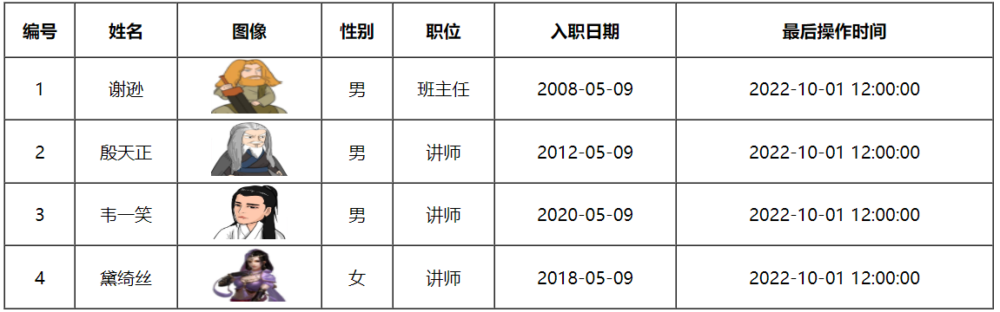 编号 姓名 图像 性别 职位 入职日期 最后操作时间
1 谢逊 男 班主任 2008-05-09 2022-10-01 12:00:00
2 殷天正 男 讲师 2012-05-09 2022-10-01 12:00:00
3 韦一笑 男 讲师 2020-05-09 2022-10-01 12:00:00
4 黛绮丝 女 讲师 2018-05-09 2022-10-01 12:00:00